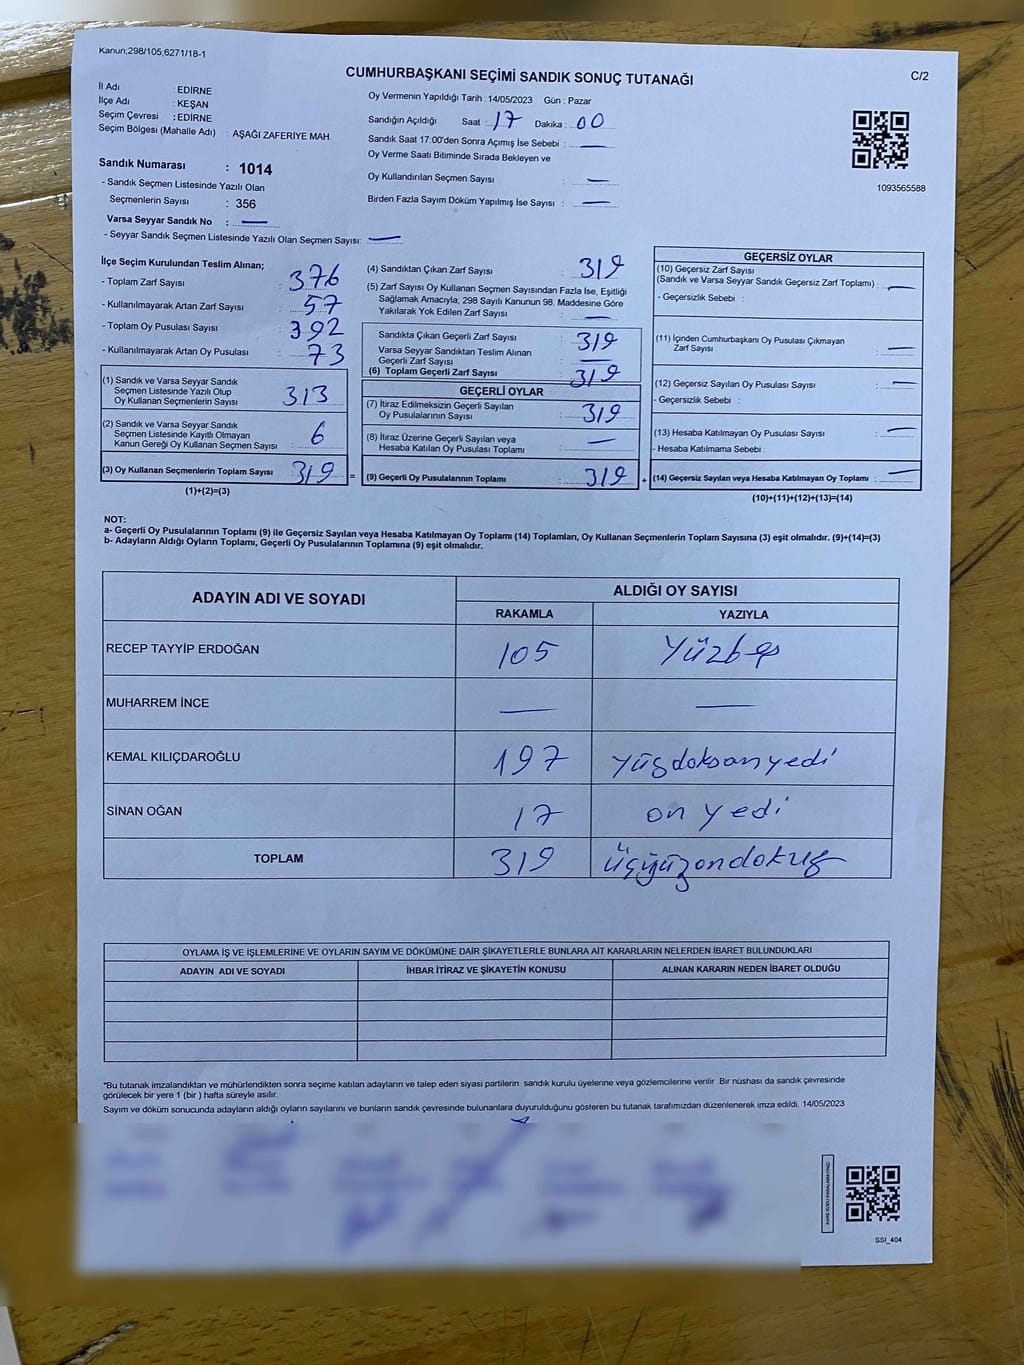 Kanun,298/105,6271/18-1
CUMHURBAŞKANI SEÇİMİ SANDIK SONUÇ TUTANAĞI
C/2
İl Adı : EDİRNE
İlçe Adı : KEŞAN
Seçim Çevresi : EDİRNE
Seçim Bölgesi (Mahalle Adı) : AŞAĞI ZAFERİYE MAH.
Sandık Numarası : 1014
- Sandık Seçmen Listesinde Yazılı Olan
Seçmenlerin Sayısı : 356
Varsa Seyyar Sandık No : —
- Seyyar Sandık Seçmen Listesinde Yazılı Olan Seçmen Sayısı: —
Oy Vermenin Yapıldığı Tarih : 14/05/2023 Gün : Pazar
Sandığın Açıldığı Saat : 17 Dakika : 00
Sandık Saat 17:00'den Sonra Açımış İse Sebebi : —
Oy Verme Saati Bitiminde Sırada Bekleyen ve
Oy Kullandırılan Seçmen Sayısı : —
Birden Fazla Sayım Döküm Yapılmış İse Sayısı : —
1093565588
İlçe Seçim Kurulundan Teslim Alınan;
- Toplam Zarf Sayısı : 376
- Kullanılmayarak Artan Zarf Sayısı : 57
- Toplam Oy Pusulası Sayısı : 392
- Kullanılmayarak Artan Oy Pusulası : 73
(1) Sandık ve Varsa Seyyar Sandık
Seçmen Listesinde Yazılı Olup
Oy Kullanan Seçmenlerin Sayısı : 313
(2) Sandık ve Varsa Seyyar Sandık
Seçmen Listesinde Kayıtlı Olmayan
Kanun Gereği Oy Kullanan Seçmen Sayısı : 6
(3) Oy Kullanan Seçmenlerin Toplam Sayısı : 319 =
(1)+(2)=(3)
(4) Sandıktan Çıkan Zarf Sayısı : 319
(5) Zarf Sayısı Oy Kullanan Seçmen Sayısından Fazla İse, Eşitliği
Sağlamak Amacıyla, 298 Sayılı Kanunun 98. Maddesine Göre
Yakılarak Yok Edilen Zarf Sayısı : —
Sandıkta Çıkan Geçerli Zarf Sayısı : 319
Varsa Seyyar Sandıktan Teslim Alınan
Geçerli Zarf Sayısı : —
(6) Toplam Geçerli Zarf Sayısı : 319
GEÇERLİ OYLAR
(7) İtiraz Edilmeksizin Geçerli Sayılan
Oy Pusulalarının Sayısı : 319
(8) İtiraz Üzerine Geçerli Sayılan veya
Hesaba Katılan Oy Pusulası Toplamı : —
(9) Geçerli Oy Pusulalarının Toplamı : 319 +
GEÇERSİZ OYLAR
(10) Geçersiz Zarf Sayısı
(Sandık ve Varsa Seyyar Sandık Geçersiz Zarf Toplamı) : —
- Geçersizlik Sebebi :
(11) İçinden Cumhurbaşkanı Oy Pusulası Çıkmayan
Zarf Sayısı : —
(12) Geçersiz Sayılan Oy Pusulası Sayısı : —
- Geçersizlik Sebebi :
(13) Hesaba Katılmayan Oy Pusulası Sayısı : —
- Hesaba Katılmama Sebebi :
(14) Geçersiz Sayılan veya Hesaba Katılmayan Oy Toplamı : —
(10)+(11)+(12)+(13)=(14)
NOT:
a- Geçerli Oy Pusulalarının Toplamı (9) ile Geçersiz Sayılan veya Hesaba Katılmayan Oy Toplamı (14) Toplamları, Oy Kullanan Seçmenlerin Toplam Sayısına (3) eşit olmalıdır. (9)+(14)=(3)
b- Adayların Aldığı Oyların Toplamı, Geçerli Oy Pusulalarının Toplamına (9) eşit olmalıdır.
ADAYIN ADI VE SOYADI
ALDIĞI OY SAYISI
RAKAMLA YAZIYLA
RECEP TAYYİP ERDOĞAN 105 Yüzbeş
MUHARREM İNCE — —
KEMAL KILIÇDAROĞLU 197 yüzdoksanyedi
SİNAN OĞAN 17 on yedi
TOPLAM 319 üçyüzondokuz
OYLAMA İŞ VE İŞLEMLERİNE VE OYLARIN SAYIM VE DÖKÜMÜNE DAİR ŞİKAYETLERLE BUNLARA AİT KARARLARIN NELERDEN İBARET BULUNDUKLARI
ADAYIN ADI VE SOYADI İHBAR İTİRAZ VE ŞİKAYETİN KONUSU ALINAN KARARIN NEDEN İBARET OLDUĞU
*Bu tutanak imzalandıktan ve mühürlendikten sonra seçime katılan adayların ve talep eden siyasi partilerin sandık kurulu üyelerine veya gözlemcilerine verilir .Bir nüshası da sandık çevresinde
görülecek bir yere 1 (bir ) hafta süreyle asılır.
Sayım ve döküm sonucunda adayların aldığı oyların sayılarını ve bunların sandık çevresinde bulunanlara duyurulduğunu gösteren bu tutanak tarafımızdan düzenlenerek imza edildi. 14/05/2023
SSI_404